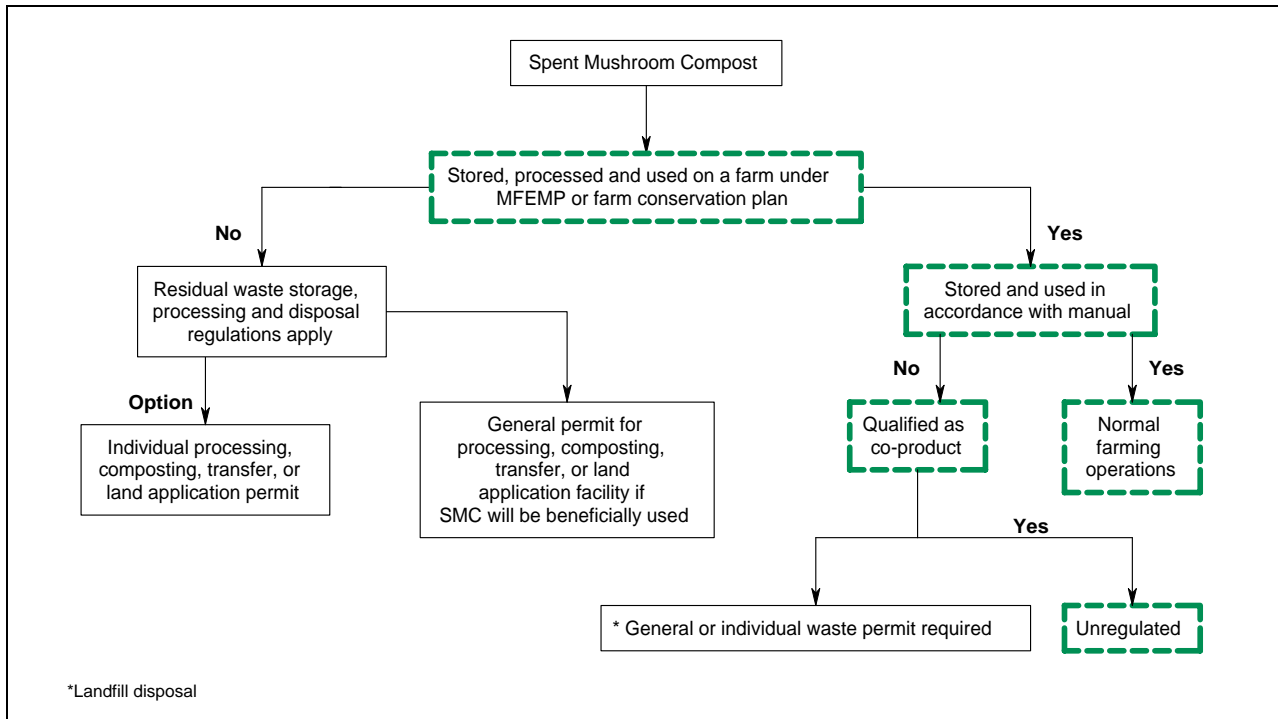 Spent Mushroom Compost
Stored, processed and used on a farm under
MFEMP or farm conservation plan
No
Yes
Residual waste storage,
processing and disposal
regulations apply
Stored and used in
accordance with manual
No
Yes
Option
Individual processing,
composting, transfer, or
land application permit
General permit for
processing, composting,
transfer, or land
application facility if
SMC will be beneficially used
Qualified as
co-product
Normal
farming
operations
Yes
* General or individual waste permit required
Unregulated
*Landfill disposal